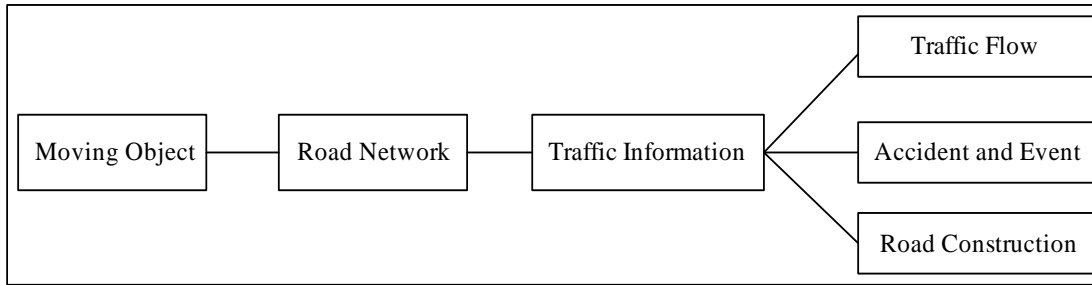 Moving Object
Road Network
Traffic Information
Traffic Flow
Accident and Event
Road Construction